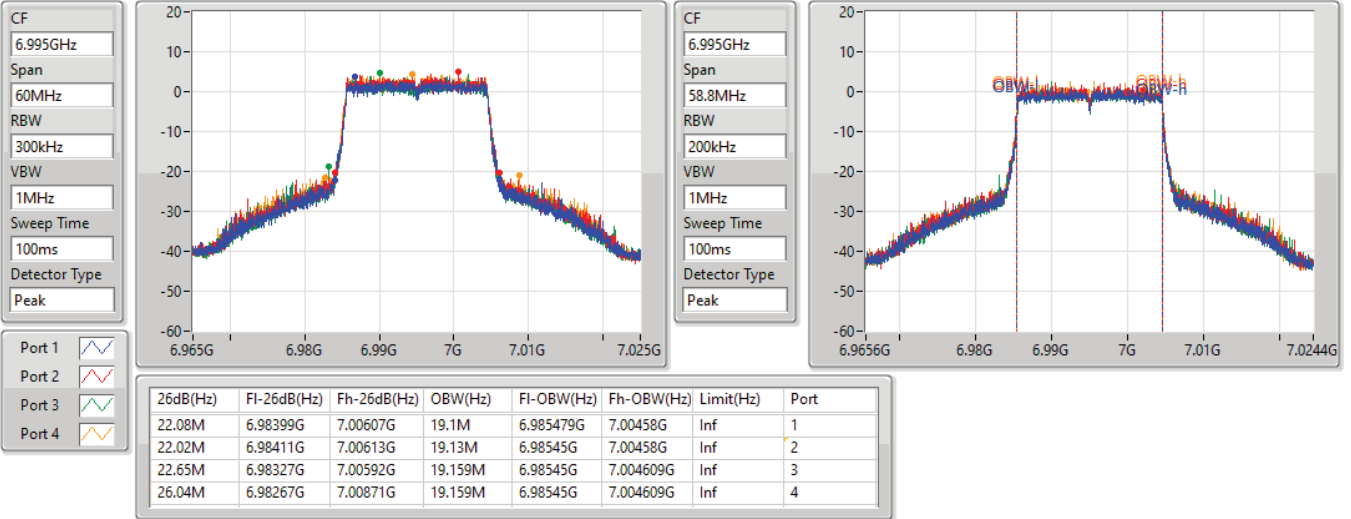 CF
6.995GHz
Span
60MHz
RBW
300kHz
VBW
1MHz
Sweep Time
100ms
Detector Type
Peak
Port 1
Port 2
Port 3
Port 4
20
10
0
-10
-20
-30
-40
-50
-60
6.965G 6.98G 6.99G 7G 7.01G 7.025G
CF
6.995GHz
Span
58.8MHz
RBW
200kHz
VBW
1MHz
Sweep Time
100ms
Detector Type
Peak
20
10
0
-10
-20
-30
-40
-50
-60
OBW-l OBW-h
6.9656G 6.98G 6.99G 7G 7.01G 7.0244G
26dB(Hz) Fl-26dB(Hz) Fh-26dB(Hz) OBW(Hz) Fl-OBW(Hz) Fh-OBW(Hz) Limit(Hz) Port
22.08M 6.98399G 7.00607G 19.1M 6.985479G 7.00458G Inf 1
22.02M 6.98411G 7.00613G 19.13M 6.98545G 7.00458G Inf 2
22.65M 6.98327G 7.00592G 19.159M 6.98545G 7.004609G Inf 3
26.04M 6.98267G 7.00871G 19.159M 6.98545G 7.004609G Inf 4